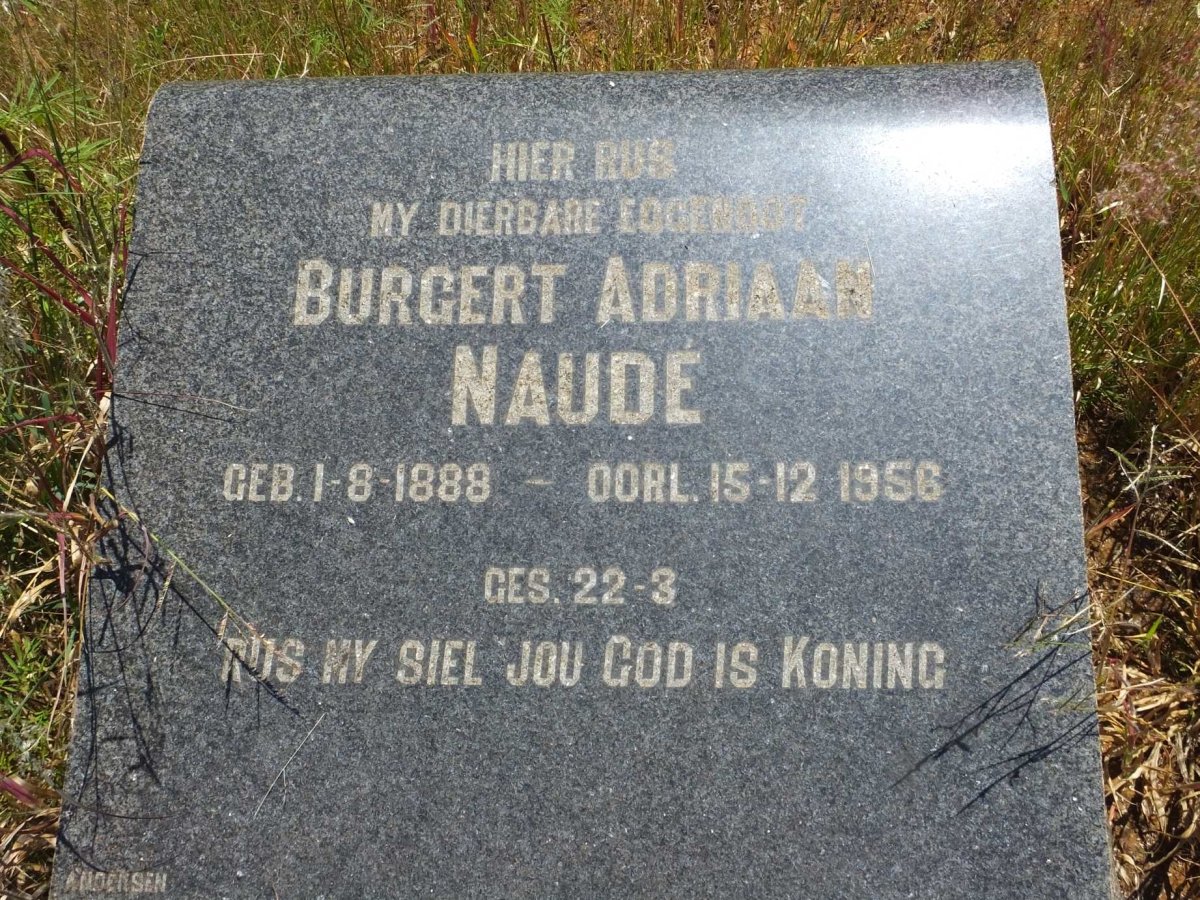 HIER RUS
MY DIERBARE EGGENOOT
BURGERT ADRIAAN
NAUDÉ
GEB. 1-8-1888 - OORL. 15-12 1956
GES. 22-3
RUS MY SIEL JOU GOD IS KONING
ANDERSEN